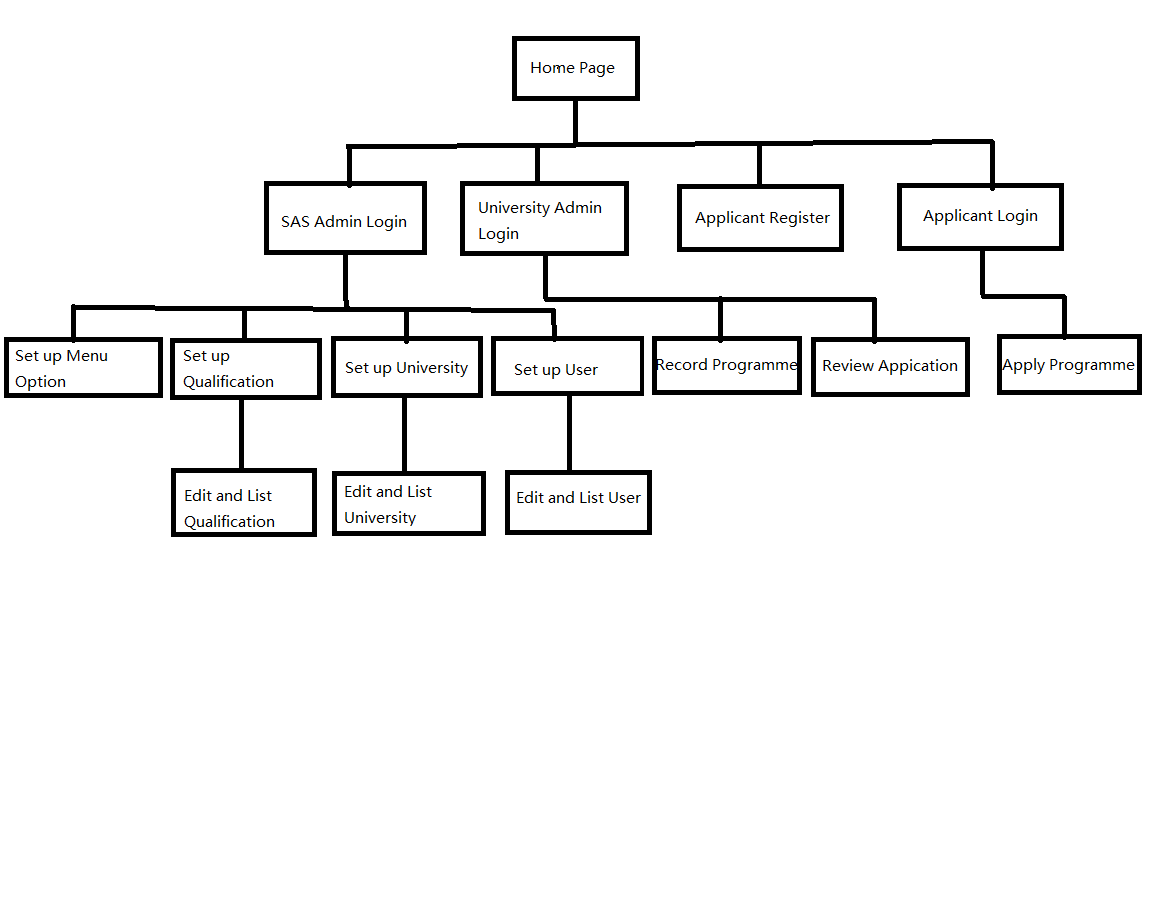 Home Page
SAS Admin Login
University Admin
Login
Applicant Register
Applicant Login
Set up Menu
Option
Set up
Qualification
Set up University
Set up User
Record Programme
Review Appication
Apply Programme
Edit and List
Qualification
Edit and List
University
Edit and List User